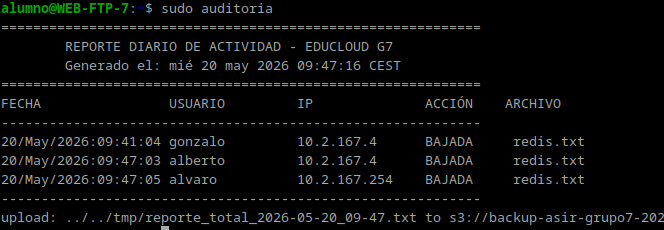 alumno@WEB-FTP-7:~$ sudo auditoria
============================================================
REPORTE DIARIO DE ACTIVIDAD - EDUCLOUD G7
Generado el: mié 20 may 2026 09:47:16 CEST
============================================================
FECHA USUARIO IP ACCIÓN ARCHIVO
------------------------------------------------------------
20/May/2026:09:41:04 gonzalo 10.2.167.4 BAJADA redis.txt
20/May/2026:09:47:03 alberto 10.2.167.4 BAJADA redis.txt
20/May/2026:09:47:05 alvaro 10.2.167.254 BAJADA redis.txt
------------------------------------------------------------
upload: ../../tmp/reporte_total_2026-05-20_09-47.txt to s3://backup-asir-grupo7-202